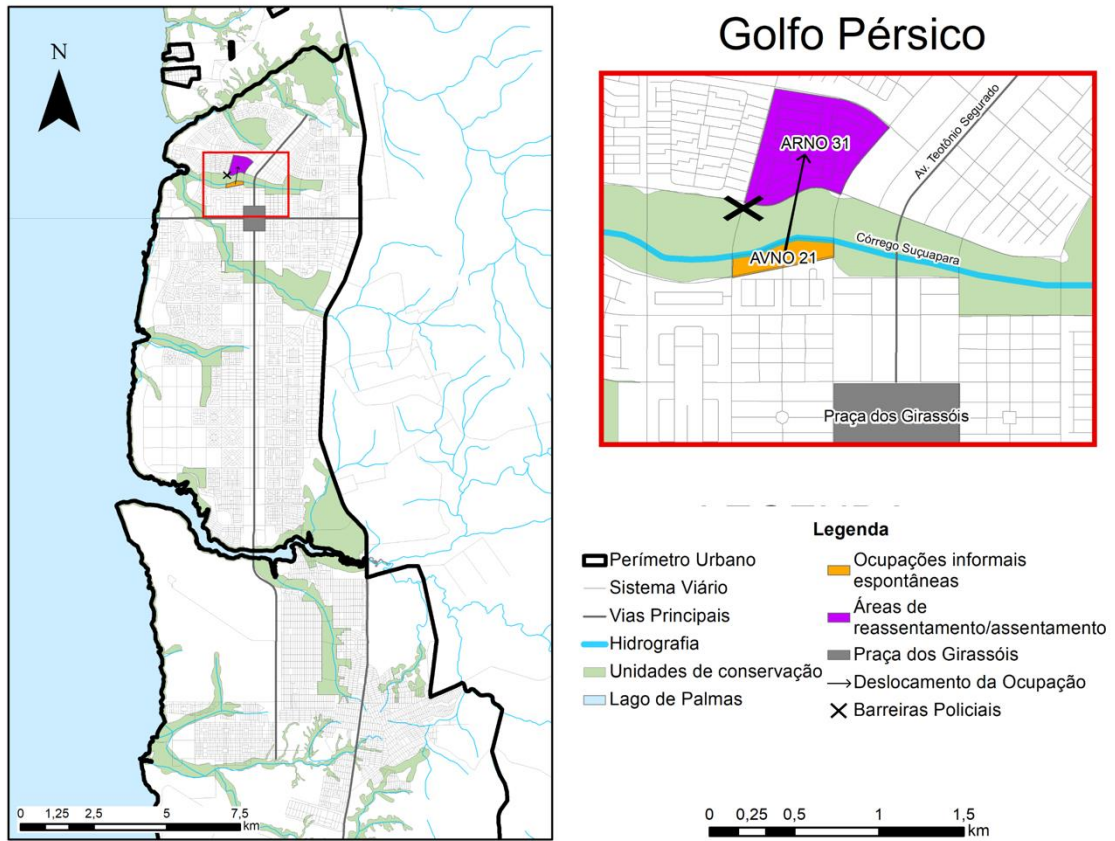 N
0 1,25 2,5 5 7,5
km
Golfo Pérsico
ARNO 31
Av. Teotônio Segurado
Córrego Suçuapara
AVNO 21
Praça dos Girassóis
Legenda
Perímetro Urbano
Sistema Viário
Vias Principais
Hidrografia
Unidades de conservação
Lago de Palmas
Ocupações informais
espontâneas
Áreas de
reassentamento/assentamento
Praça dos Girassóis
Deslocamento da Ocupação
Barreiras Policiais
0 0,25 0,5 1 1,5
km